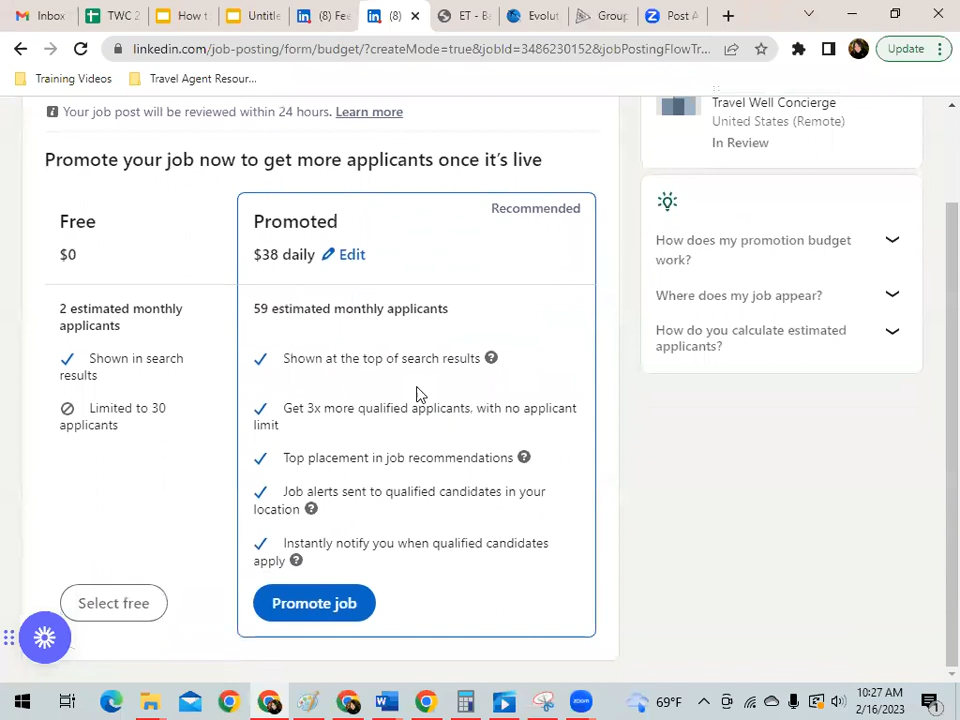 Inbox
TWC 2
How t
Untitle
(8) Fee
(8)
ET - Ba
Evolut
Group
Post A
linkedin.com/job-posting/form/budget/?createMode=true&jobId=3486230152&jobPostingFlowTr...
Update
Training Videos
Travel Agent Resour...
Your job post will be reviewed within 24 hours. Learn more
Promote your job now to get more applicants once it's live
Free
$0
2 estimated monthly
applicants
Shown in search
results
Limited to 30
applicants
Select free
Recommended
Promoted
$38 daily Edit
59 estimated monthly applicants
Shown at the top of search results
Get 3x more qualified applicants, with no applicant
limit
Top placement in job recommendations
Job alerts sent to qualified candidates in your
location
Instantly notify you when qualified candidates
apply
Promote job
Travel Well Concierge
United States (Remote)
In Review
How does my promotion budget
work?
Where does my job appear?
How do you calculate estimated
applicants?
zoom
69°F
10:27 AM
2/16/2023
1